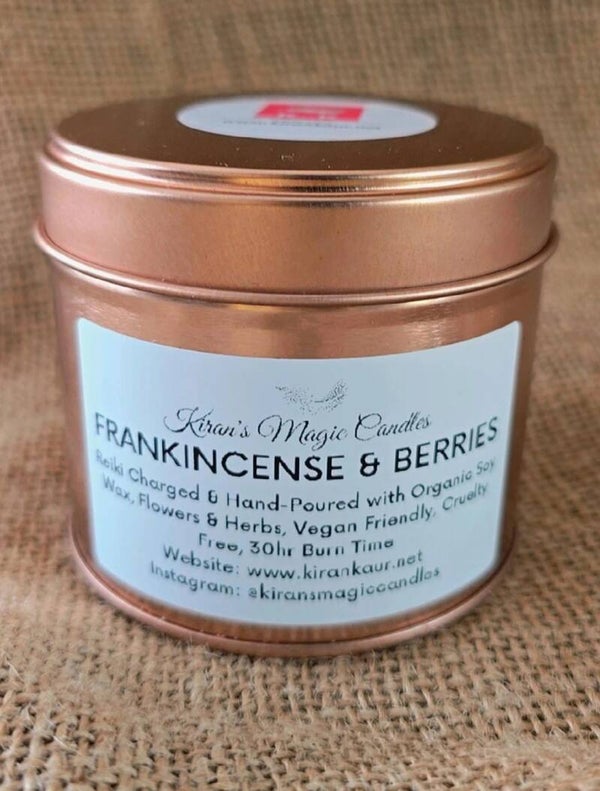 Kiran's Magic Candles
FRANKINCENSE & BERRIES
Reiki Charged & Hand-Poured with Organic Soy
Wax, Flowers & Herbs, Vegan Friendly, Cruelty
Free, 30hr Burn Time
Website: www.kirankaur.net
Instagram: @kiransmagiccandles